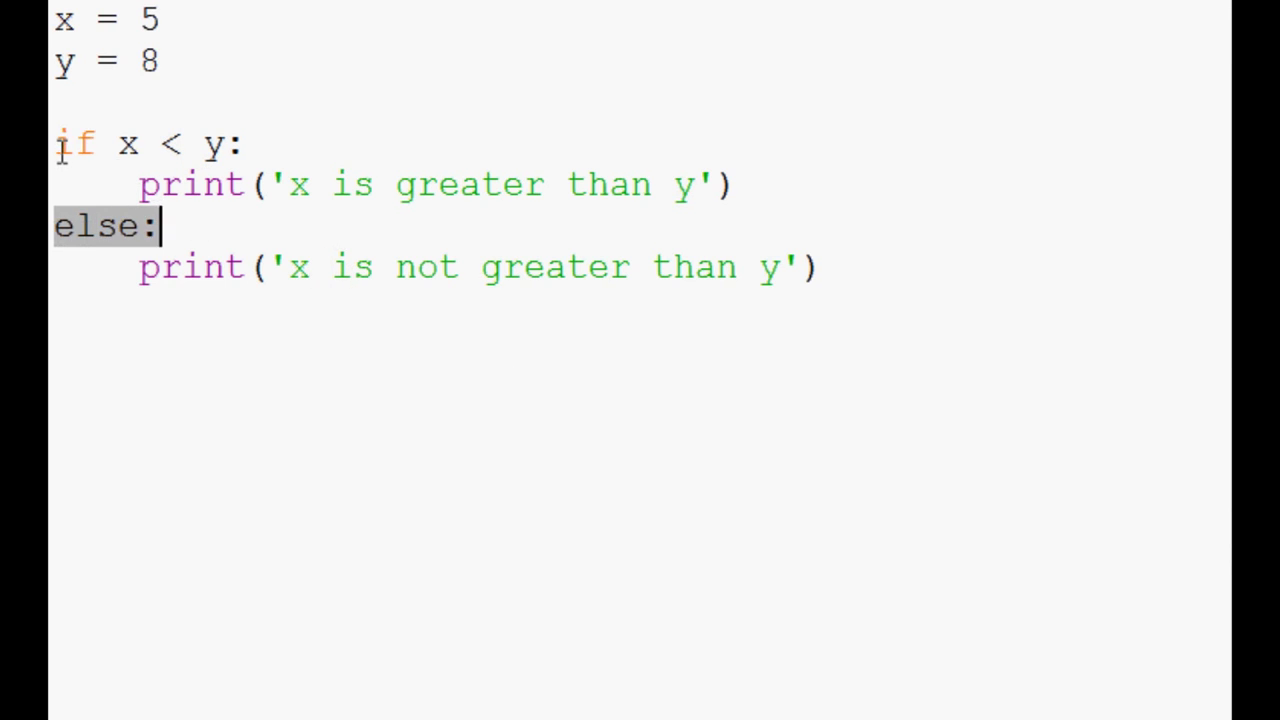 x = 5
y = 8
if x < y:
    print('x is greater than y')
else:
    print('x is not greater than y')